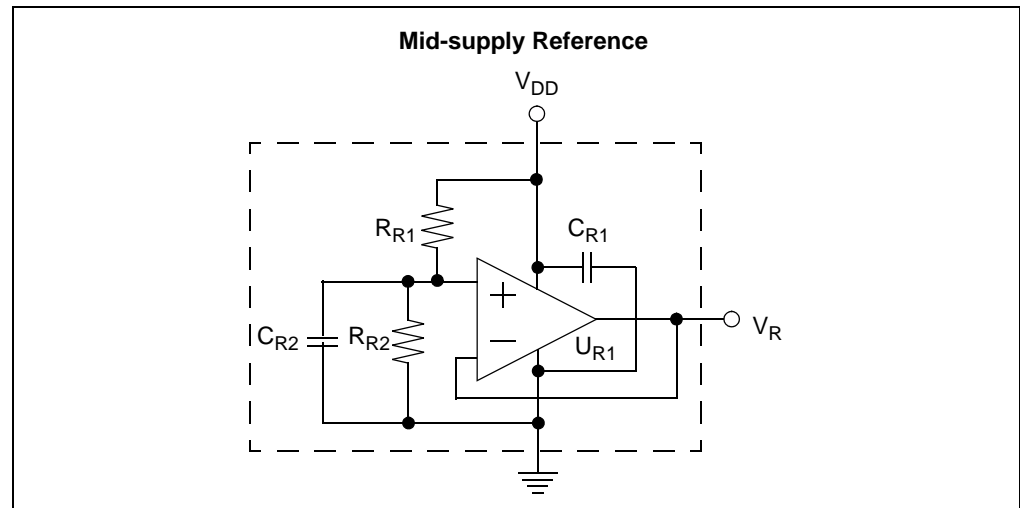 Mid-supply Reference
V_DD
R_R1
C_R1
+
C_R2
R_R2
−
U_R1
V_R